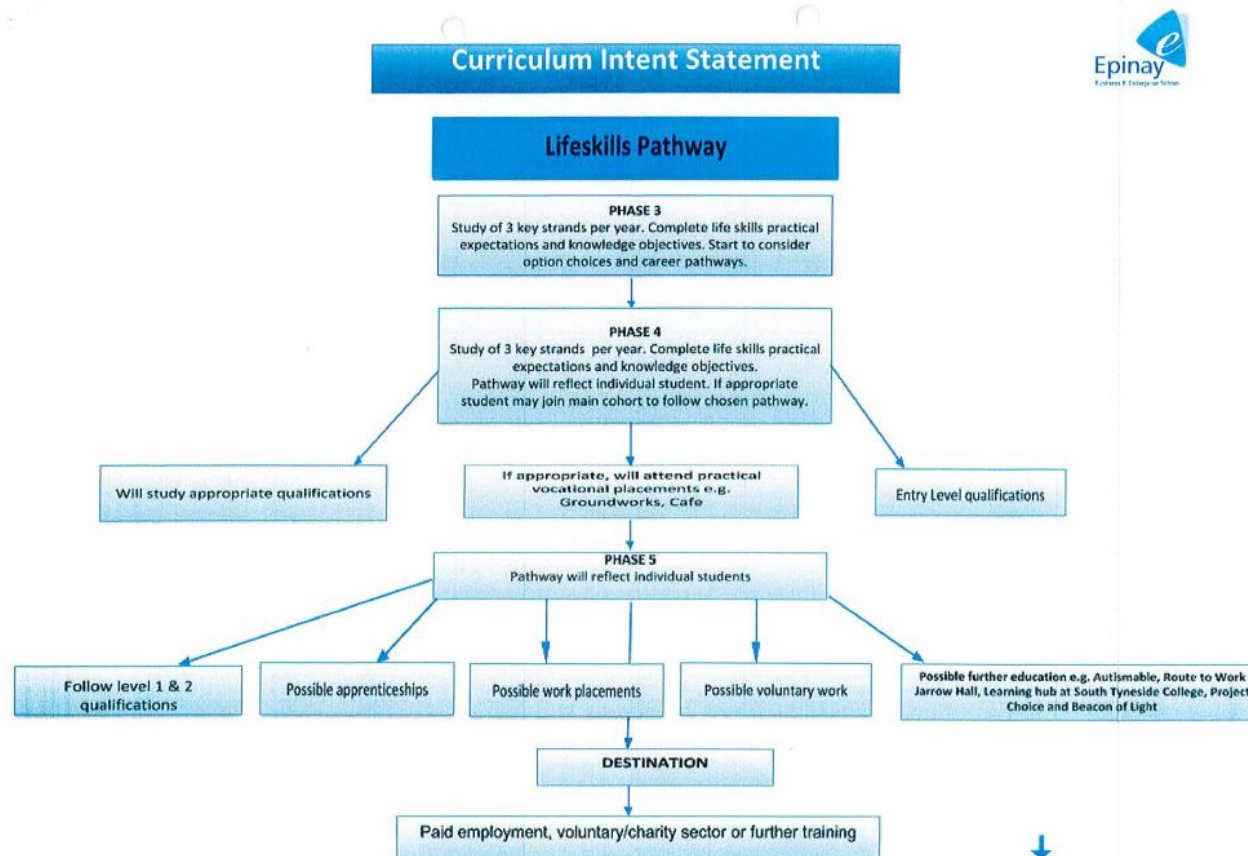 Curriculum Intent Statement
e
Epinay
Business & Enterprise School
Lifeskills Pathway
PHASE 3
Study of 3 key strands per year. Complete life skills practical
expectations and knowledge objectives. Start to consider
option choices and career pathways.
PHASE 4
Study of 3 key strands per year. Complete life skills practical
expectations and knowledge objectives.
Pathway will reflect individual student. If appropriate
student may join main cohort to follow chosen pathway.
Will study appropriate qualifications
If appropriate, will attend practical
vocational placements e.g.
Groundworks, Cafe
Entry Level qualifications
PHASE 5
Pathway will reflect individual students
Follow level 1 & 2
qualifications
Possible apprenticeships
Possible work placements
Possible voluntary work
Possible further education e.g. Autismable, Route to Work
Jarrow Hall, Learning hub at South Tyneside College, Project
Choice and Beacon of Light
DESTINATION
Paid employment, voluntary/charity sector or further training